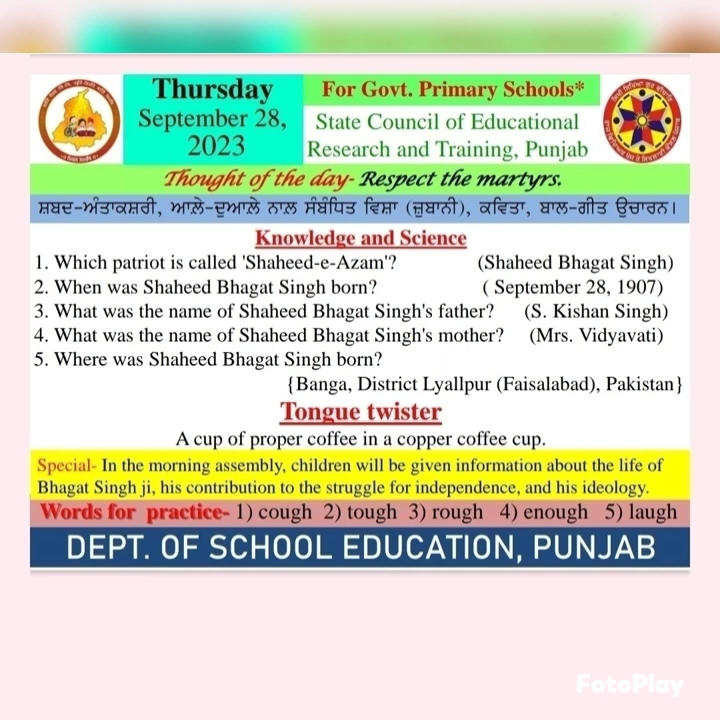 Thursday
September 28,
2023
For Govt. Primary Schools*
State Council of Educational
Research and Training, Punjab
Thought of the day- Respect the martyrs.
ਸ਼ਬਦ-ਅੰਤਾਕਸ਼ਰੀ, ਆਲ਼ੇ-ਦੁਆਲ਼ੇ ਨਾਲ਼ ਸੰਬੰਧਿਤ ਵਿਸ਼ਾ (ਜ਼ੁਬਾਨੀ), ਕਵਿਤਾ, ਬਾਲ-ਗੀਤ ਉਚਾਰਨ।
Knowledge and Science
1. Which patriot is called 'Shaheed-e-Azam'? (Shaheed Bhagat Singh)
2. When was Shaheed Bhagat Singh born? ( September 28, 1907)
3. What was the name of Shaheed Bhagat Singh's father? (S. Kishan Singh)
4. What was the name of Shaheed Bhagat Singh's mother? (Mrs. Vidyavati)
5. Where was Shaheed Bhagat Singh born?
{Banga, District Lyallpur (Faisalabad), Pakistan}
Tongue twister
A cup of proper coffee in a copper coffee cup.
Special- In the morning assembly, children will be given information about the life of
Bhagat Singh ji, his contribution to the struggle for independence, and his ideology.
Words for practice- 1) cough 2) tough 3) rough 4) enough 5) laugh
DEPT. OF SCHOOL EDUCATION, PUNJAB
FotoPlay